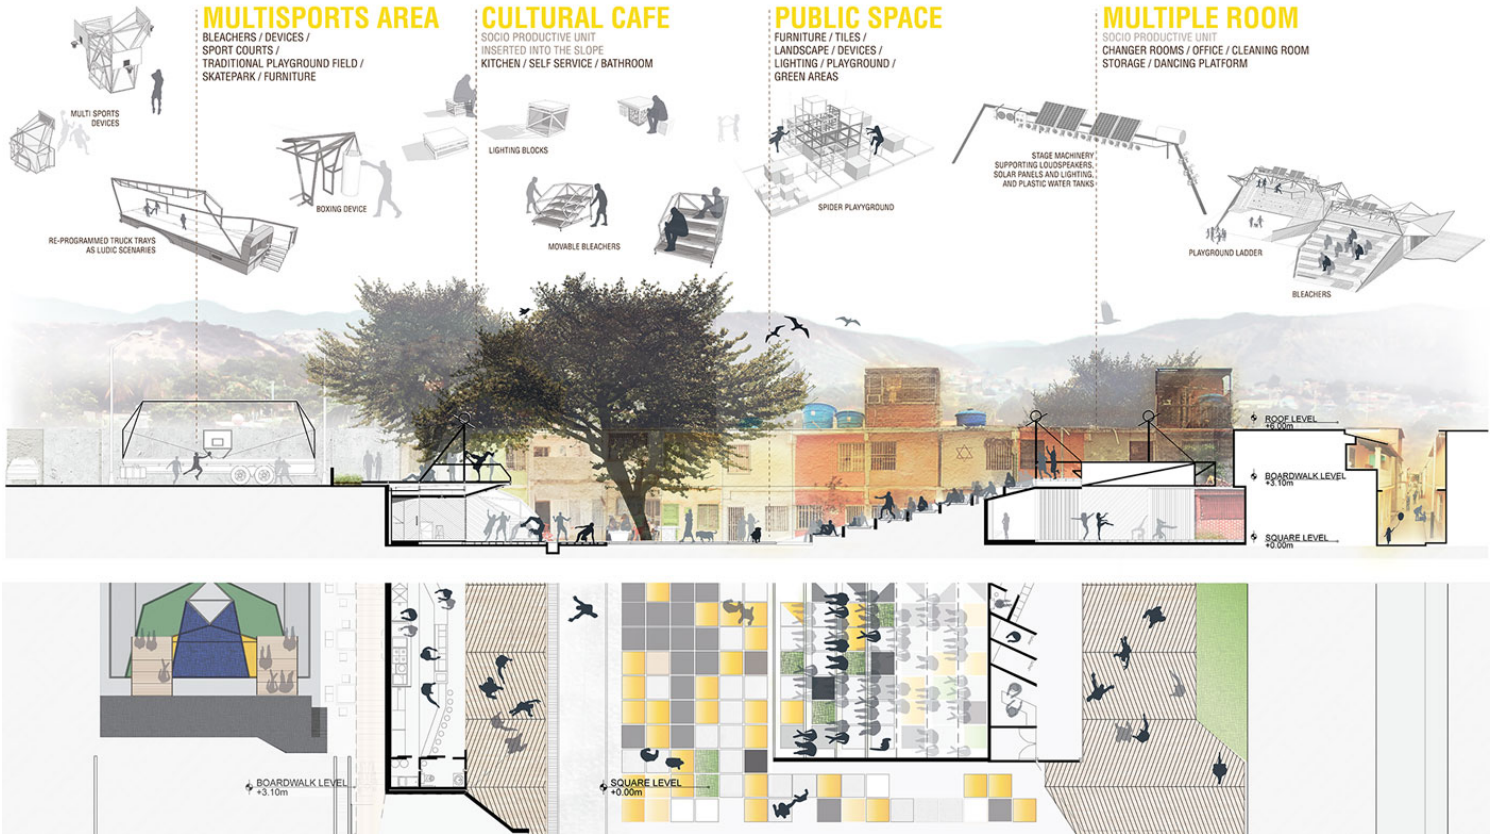 MULTISPORTS AREA
BLEACHERS / DEVICES /
SPORT COURTS /
TRADITIONAL PLAYGROUND FIELD /
SKATEPARK / FURNITURE
CULTURAL CAFE
SOCIO PRODUCTIVE UNIT
INSERTED INTO THE SLOPE
KITCHEN / SELF SERVICE / BATHROOM
PUBLIC SPACE
FURNITURE / TILES /
LANDSCAPE / DEVICES /
LIGHTING / PLAYGROUND /
GREEN AREAS
MULTIPLE ROOM
SOCIO PRODUCTIVE UNIT
CHANGER ROOMS / OFFICE / CLEANING ROOM
STORAGE / DANCING PLATFORM
MULTI SPORTS
DEVICES
RE-PROGRAMMED TRUCK TRAYS
AS LUDIC SCENARIES
BOXING DEVICE
LIGHTING BLOCKS
MOVABLE BLEACHERS
SPIDER PLAYYGROUND
STAGE MACHINERY
SUPPORTING LOUDSPEAKERS,
SOLAR PANELS AND LIGHTING,
AND PLASTIC WATER TANKS
PLAYGROUND LADDER
BLEACHERS
ROOF LEVEL
+6.00m
BOARDWALK LEVEL
+3.10m
SQUARE LEVEL
+0.00m
BOARDWALK LEVEL
+3.10m
SQUARE LEVEL
+0.00m